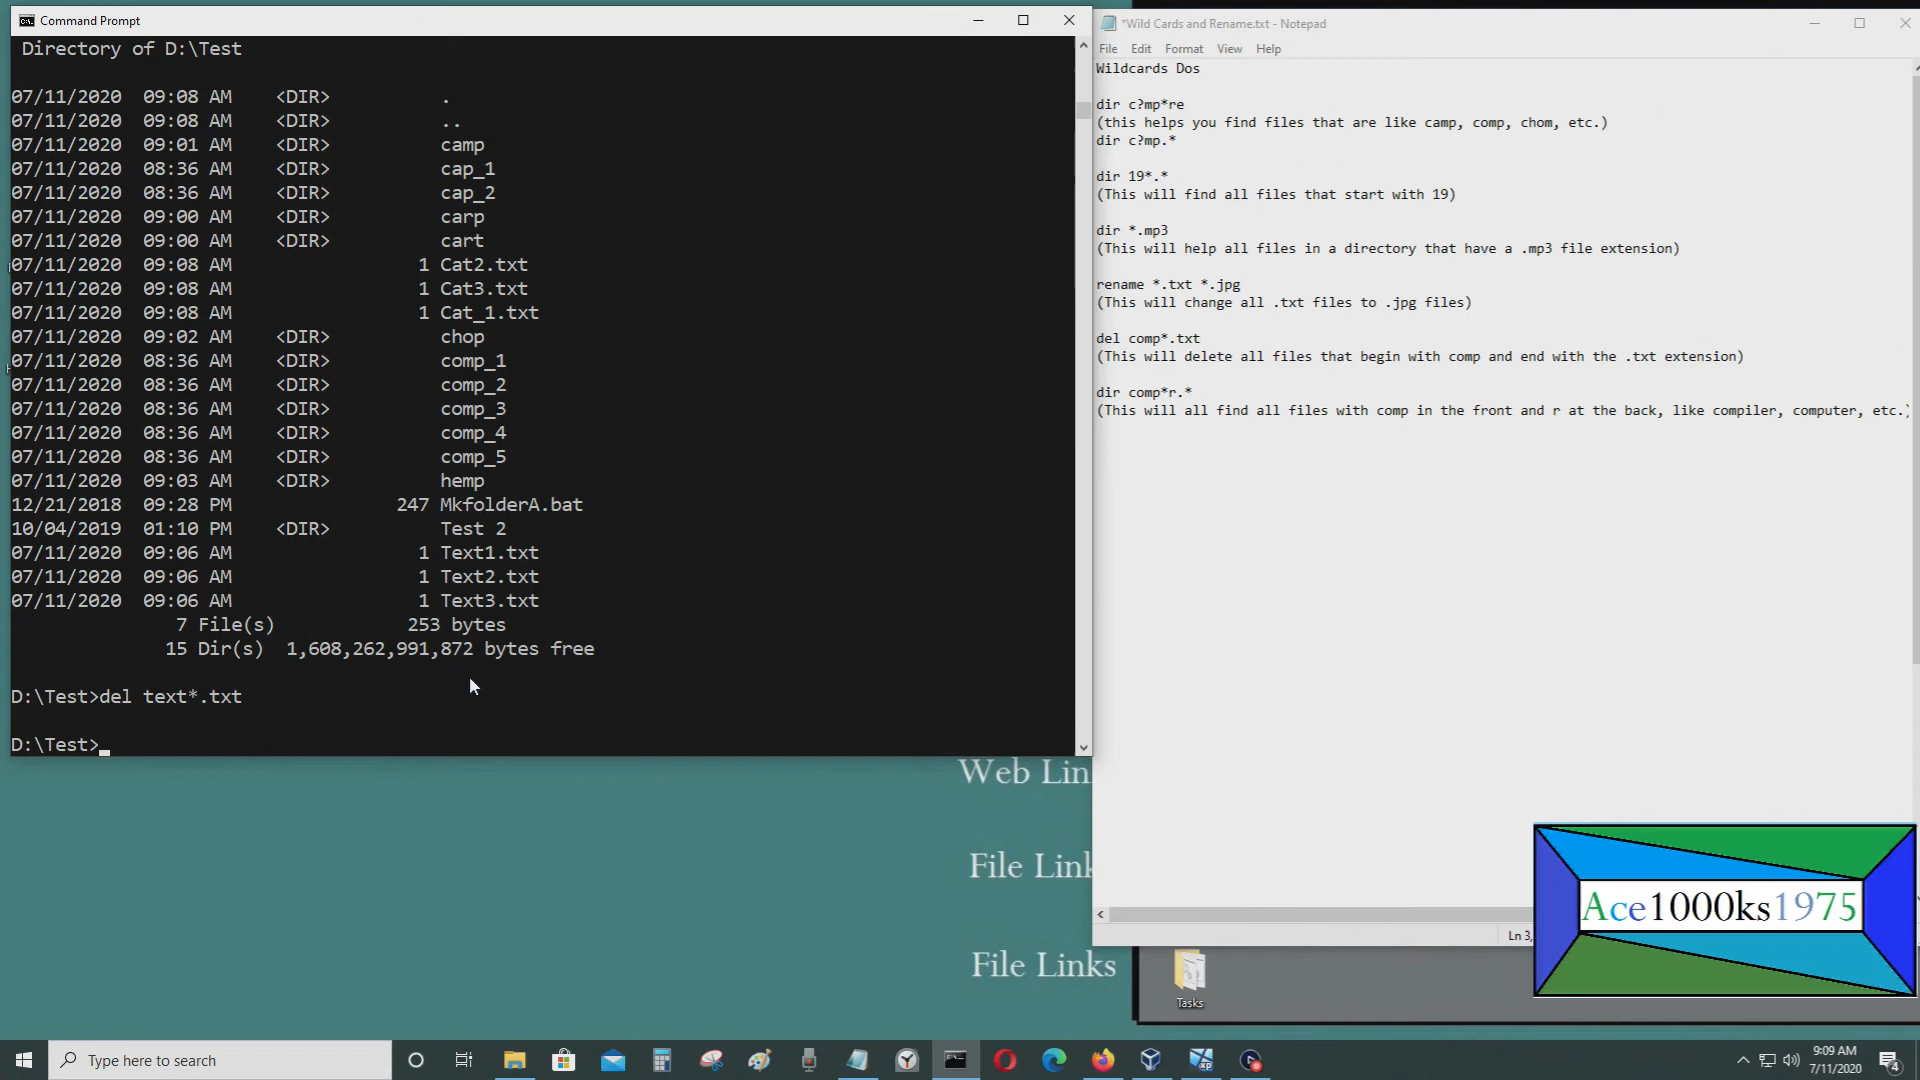 Command Prompt
Directory of D:\Test
07/11/2020 09:08 AM <DIR> .
07/11/2020 09:08 AM <DIR> ..
07/11/2020 09:01 AM <DIR> camp
07/11/2020 08:36 AM <DIR> cap_1
07/11/2020 08:36 AM <DIR> cap_2
07/11/2020 09:00 AM <DIR> carp
07/11/2020 09:00 AM <DIR> cart
07/11/2020 09:08 AM 1 Cat2.txt
07/11/2020 09:08 AM 1 Cat3.txt
07/11/2020 09:08 AM 1 Cat_1.txt
07/11/2020 09:02 AM <DIR> chop
07/11/2020 08:36 AM <DIR> comp_1
07/11/2020 08:36 AM <DIR> comp_2
07/11/2020 08:36 AM <DIR> comp_3
07/11/2020 08:36 AM <DIR> comp_4
07/11/2020 08:36 AM <DIR> comp_5
07/11/2020 09:03 AM <DIR> hemp
12/21/2018 09:28 PM 247 MkfolderA.bat
10/04/2019 01:10 PM <DIR> Test 2
07/11/2020 09:06 AM 1 Text1.txt
07/11/2020 09:06 AM 1 Text2.txt
07/11/2020 09:06 AM 1 Text3.txt
7 File(s) 253 bytes
15 Dir(s) 1,608,262,991,872 bytes free
D:\Test>del text*.txt
D:\Test>
*Wild Cards and Rename.txt - Notepad
File Edit Format View Help
Wildcards Dos
dir c?mp*re
(this helps you find files that are like camp, comp, chom, etc.)
dir c?mp.*
dir 19*.*
(This will find all files that start with 19)
dir *.mp3
(This will help all files in a directory that have a .mp3 file extension)
rename *.txt *.jpg
(This will change all .txt files to .jpg files)
del comp*.txt
(This will delete all files that begin with comp and end with the .txt extension)
dir comp*r.*
(This will all find all files with comp in the front and r at the back, like compiler, computer, etc.)
Ln 3,
Web Lin
File Link
File Links
Tasks
Ace1000ks1975
Type here to search
xp
9:09 AM
7/11/2020
4